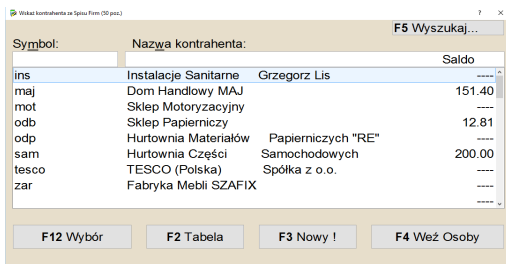 Wskaż kontrahenta ze Spisu Firm (50 poz.) ? ×
F5 Wyszukaj...
Symbol: Nazwa kontrahenta:
Saldo
ins Instalacje Sanitarne Grzegorz Lis ----
maj Dom Handlowy MAJ 151.40
mot Sklep Motoryzacyjny ----
odb Sklep Papierniczy 12.81
odp Hurtownia Materiałów Papierniczych "RE" ----
sam Hurtownia Części Samochodowych 200.00
tesco TESCO (Polska) Spółka z o.o. ----
zar Fabryka Mebli SZAFIX ----
----
F12 Wybór F2 Tabela F3 Nowy ! F4 Weź Osoby